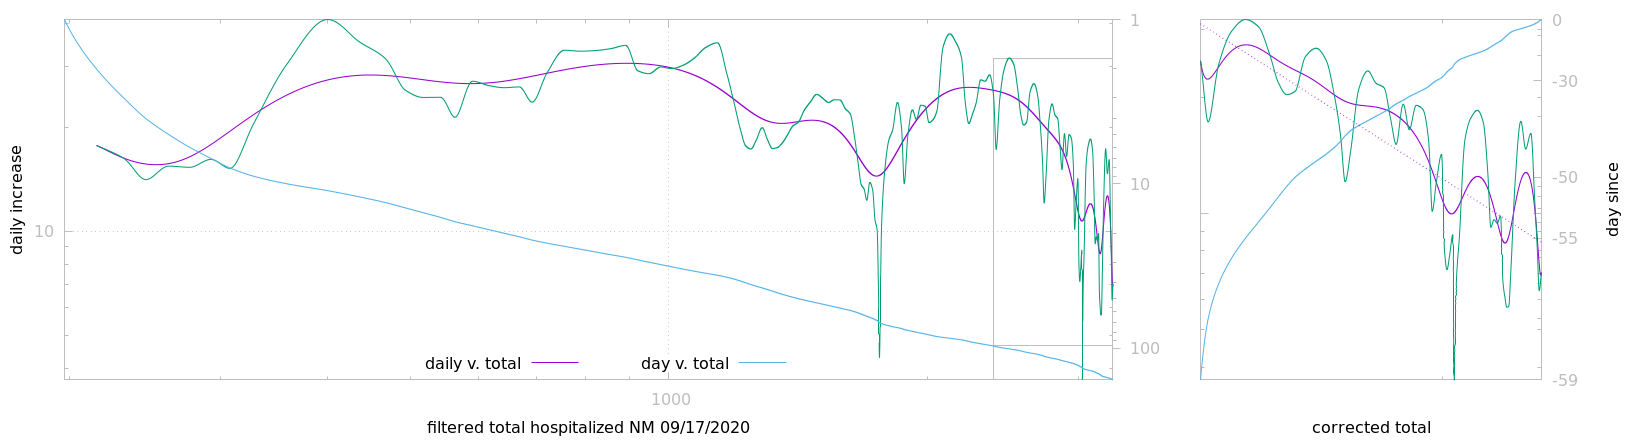 daily increase
10
1
10
100
daily v. total
day v. total
1000
filtered total hospitalized NM 09/17/2020
0
-30
-50
-55
-59
day since
corrected total